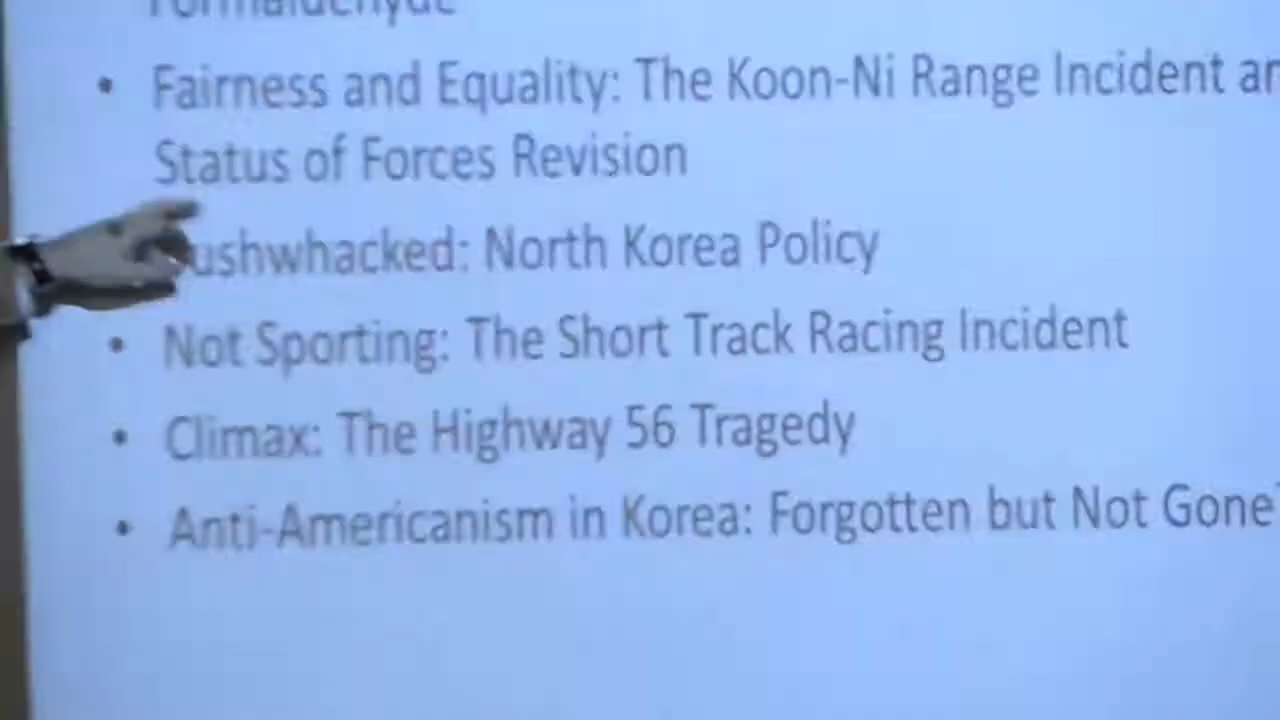 Formaldehyde
• Fairness and Equality: The Koon-Ni Range Incident
Status of Forces Revision
ushwhacked: North Korea Policy
• Not Sporting: The Short Track Racing Incident
• Climax: The Highway 56 Tragedy
• Anti-Americanism in Korea: Forgotten but Not Gone